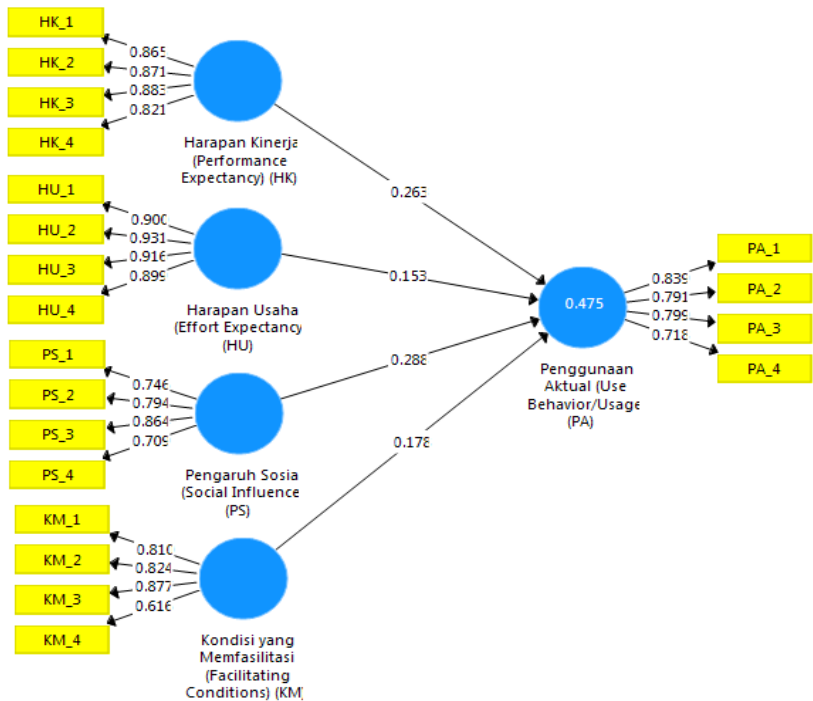 HK_1
HK_2
HK_3
HK_4
0.865
0.871
0.883
0.821
Harapan Kinerja
(Performance
Expectancy) (HK)
0.263
HU_1
HU_2
HU_3
HU_4
0.900
0.931
0.916
0.899
Harapan Usaha
(Effort Expectancy
(HU)
0.153
PS_1
PS_2
PS_3
PS_4
0.746
0.794
0.864
0.709
Pengaruh Sosia
(Social Influence
(PS)
0.288
KM_1
KM_2
KM_3
KM_4
0.810
0.824
0.877
0.616
Kondisi yang
Memfasilitasi
(Facilitating
Conditions) (KM)
0.178
0.475
Penggunaan
Aktual (Use
Behavior/Usage
(PA)
0.839
0.791
0.799
0.718
PA_1
PA_2
PA_3
PA_4